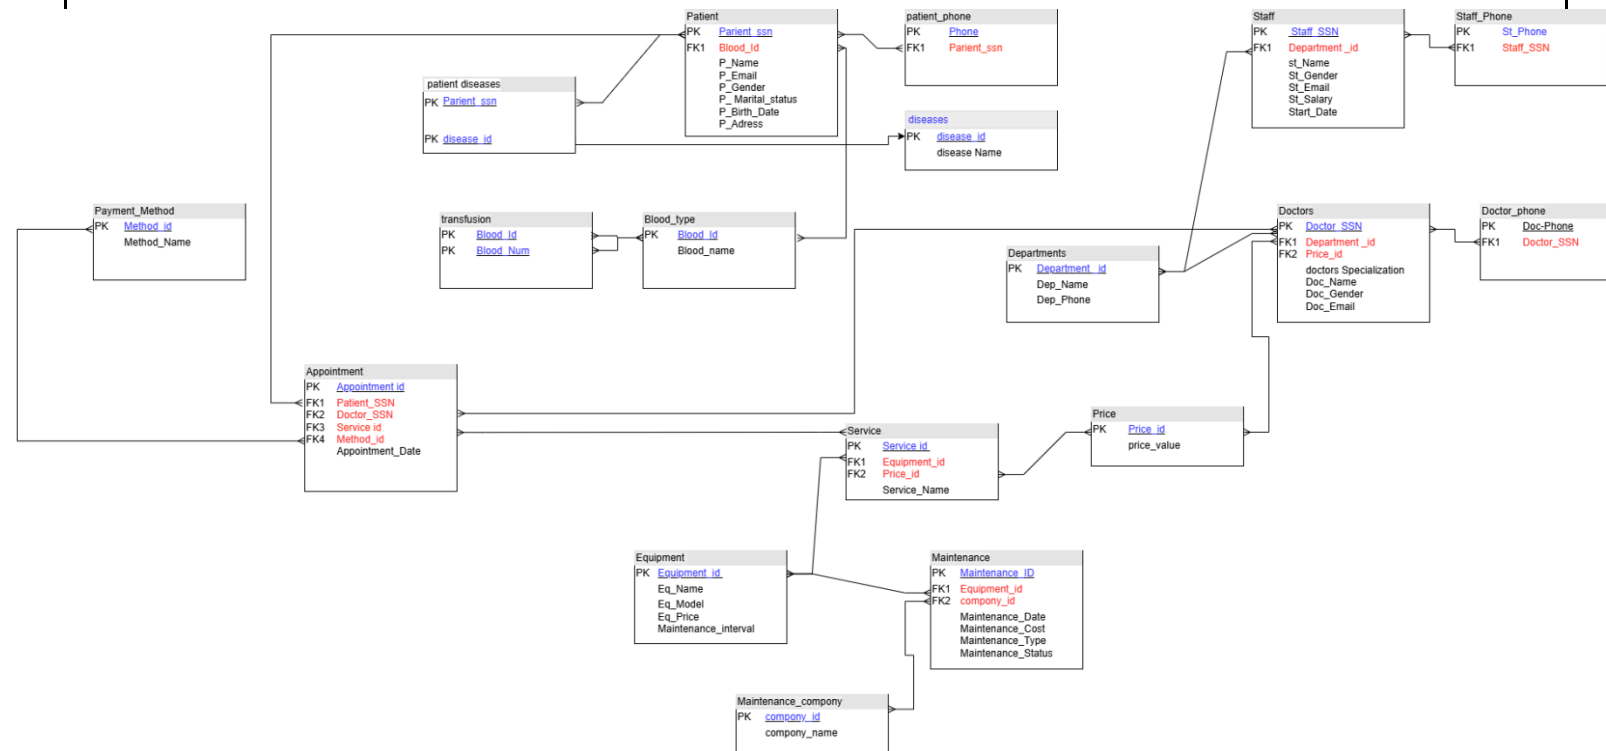 Patient
PK Parient_ssn
FK1 Blood_Id
P_Name
P_Email
P_Gender
P_ Marital_status
P_Birth_Date
P_Adress
patient_phone
PK Phone
FK1 Parient_ssn
Staff
PK Staff_SSN
FK1 Department _id
st_Name
St_Gender
St_Email
St_Salary
Start_Date
Staff_Phone
PK St_Phone
FK1 Staff_SSN
patient diseases
PK Parient_ssn
PK disease_id
diseases
PK disease_id
disease Name
Payment_Method
PK Method_id
Method_Name
transfusion
PK Blood_Id
PK Blood_Num
Blood_type
PK Blood_Id
Blood_name
Departments
PK Department _id
Dep_Name
Dep_Phone
Doctors
PK Doctor_SSN
FK1 Department _id
FK2 Price_id
doctors Specialization
Doc_Name
Doc_Gender
Doc_Email
Doctor_phone
PK Doc-Phone
FK1 Doctor_SSN
Appointment
PK Appointment id
FK1 Patient_SSN
FK2 Doctor_SSN
FK3 Service id
FK4 Method_id
Appointment_Date
Service
PK Service id
FK1 Equipment_id
FK2 Price_id
Service_Name
Price
PK Price_id
price_value
Equipment
PK Equipment_id
Eq_Name
Eq_Model
Eq_Price
Maintenance_interval
Maintenance
PK Maintenance_ID
FK1 Equipment_id
FK2 compony_id
Maintenance_Date
Maintenance_Cost
Maintenance_Type
Maintenance_Status
Maintenance_company
PK compony_id
compony_name